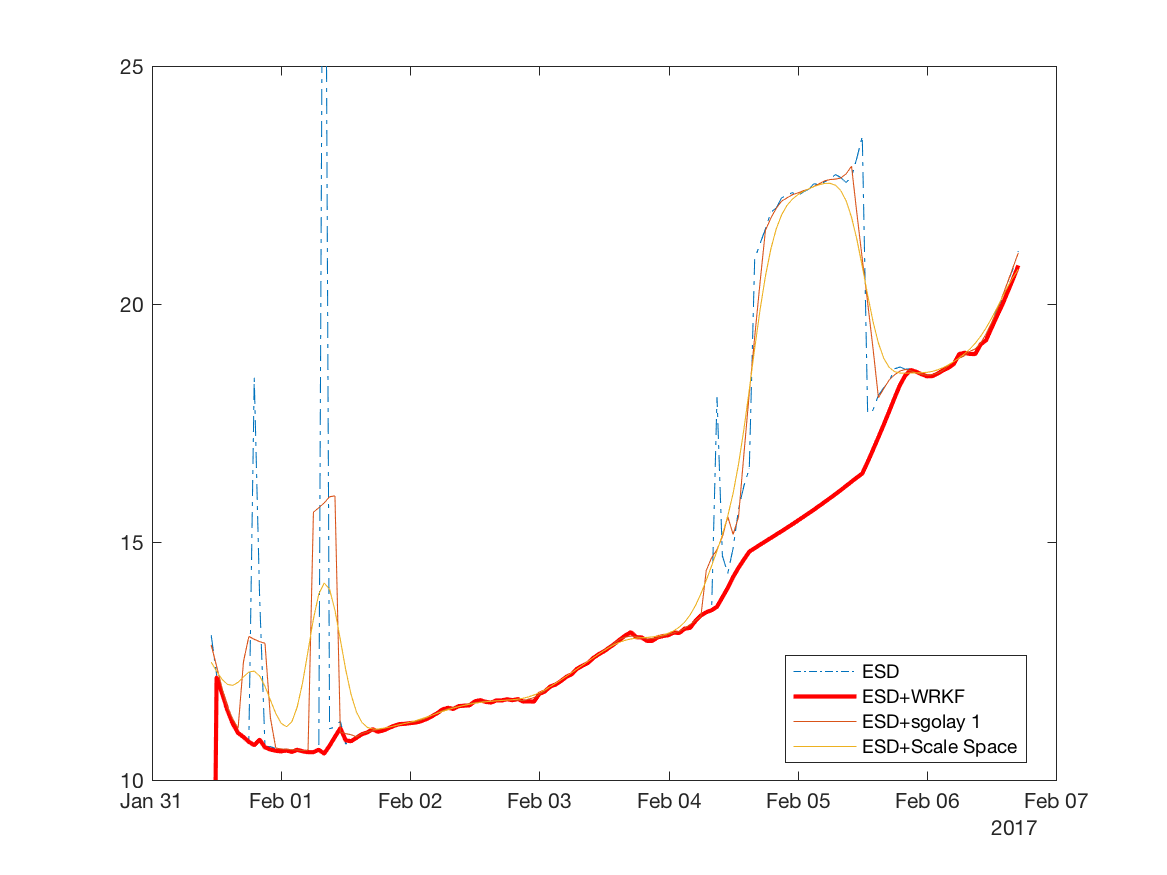 25
20
15
10
Jan 31
Feb 01
Feb 02
Feb 03
Feb 04
Feb 05
Feb 06
Feb 07
2017
ESD
ESD+WRKF
ESD+sgolay 1
ESD+Scale Space